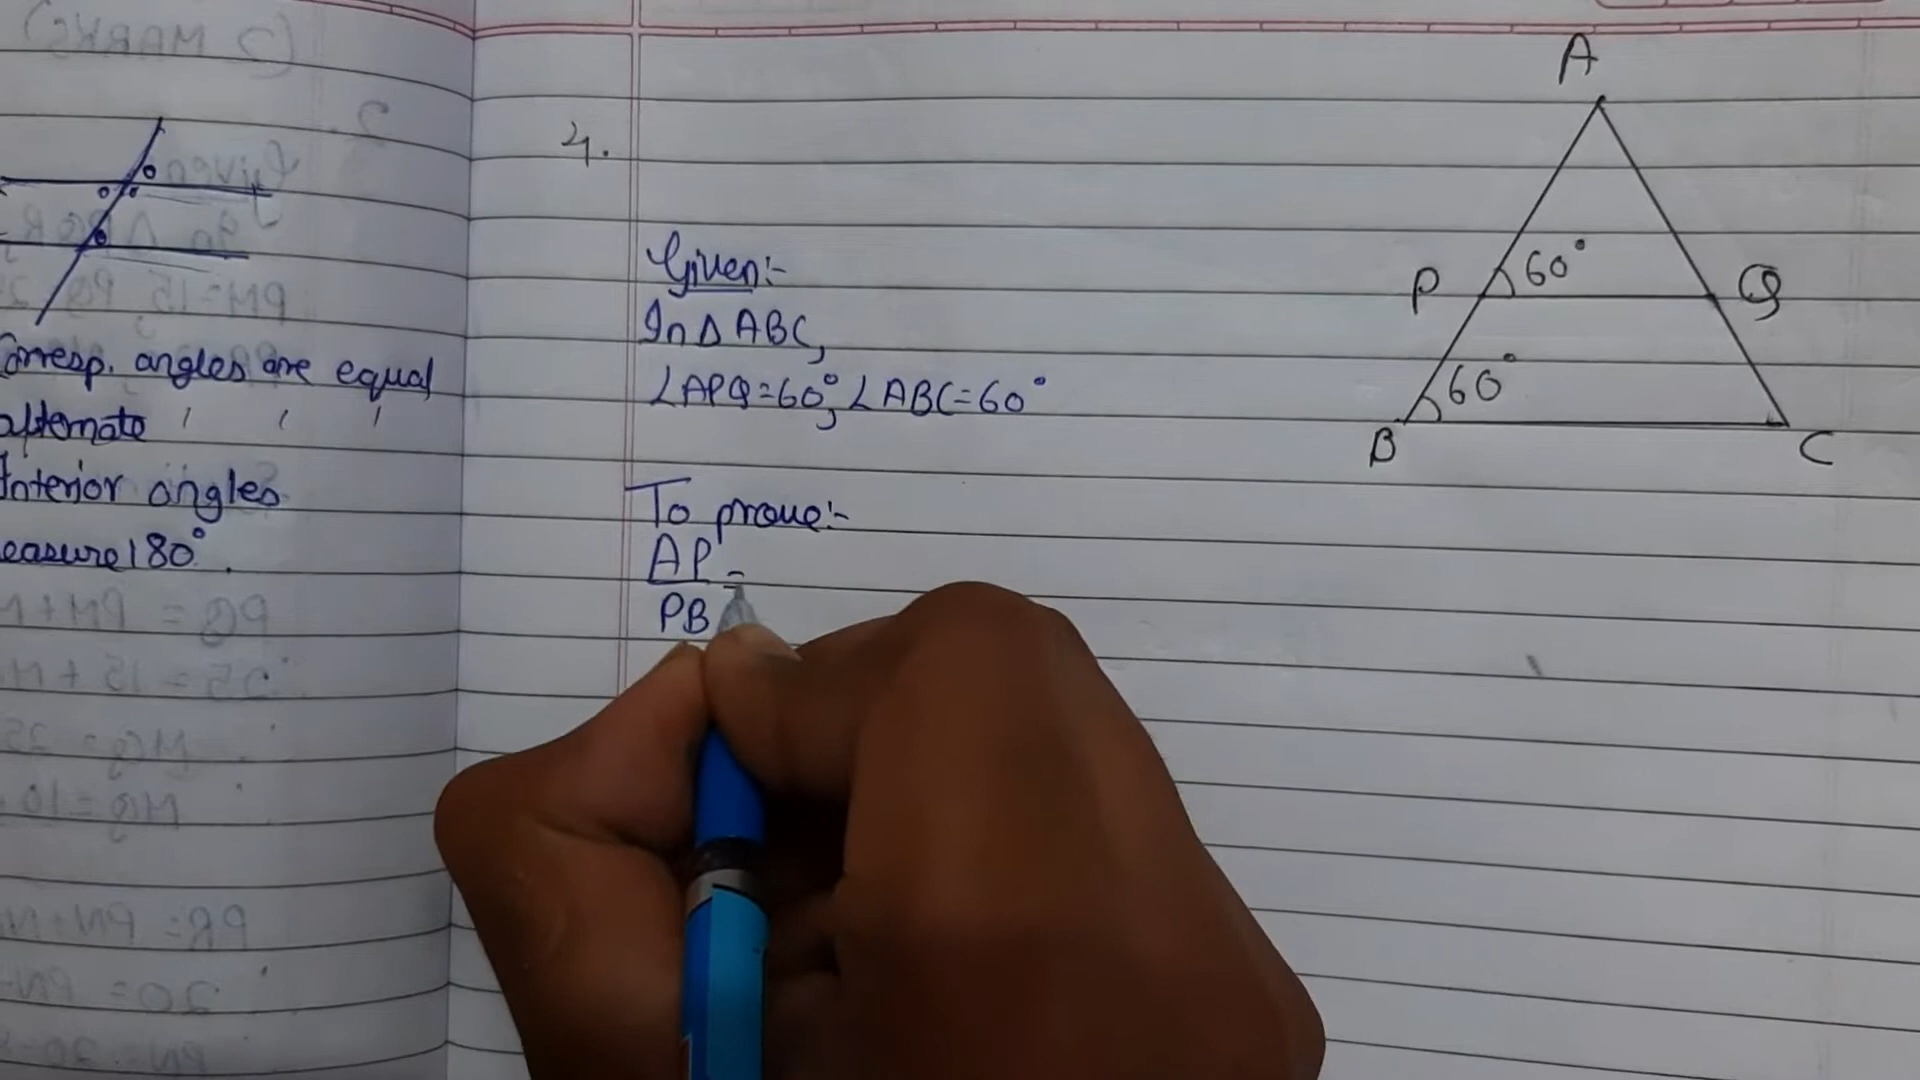 Corresp. angles are equal
alternate " " "
Interior angles
measure 180°.
4.
Given:-
In △ ABC,
∠APQ=60°, ∠ABC=60°
To prove:-
AP =
PB
A
P 60° Q
60°
B C